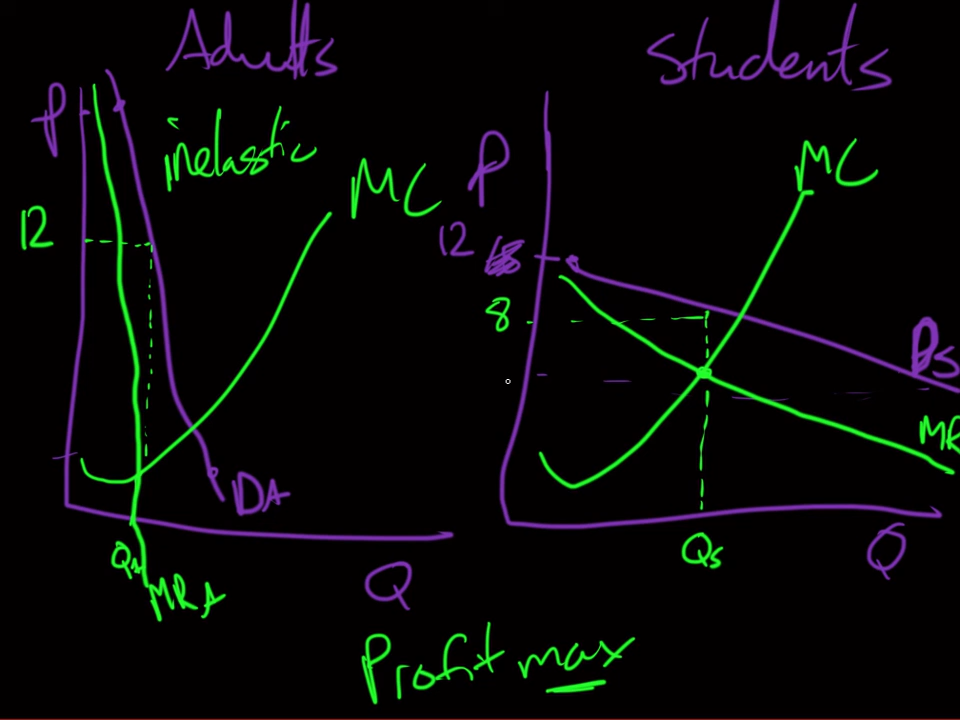 Adults
Students
P
inelastic
MC
12
DA
QA
MRA
Q
P
MC
12
8
DS
MR
Qs
Q
Profit max